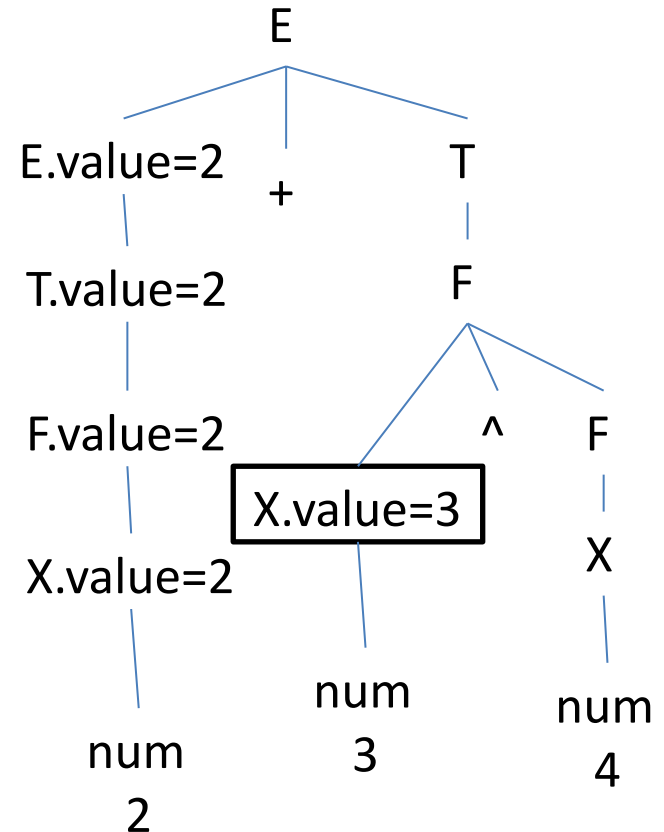 E
E.value=2
+
T
T.value=2
F
F.value=2
^
F
X.value=3
X.value=2
X
num
3
num
4
num
2